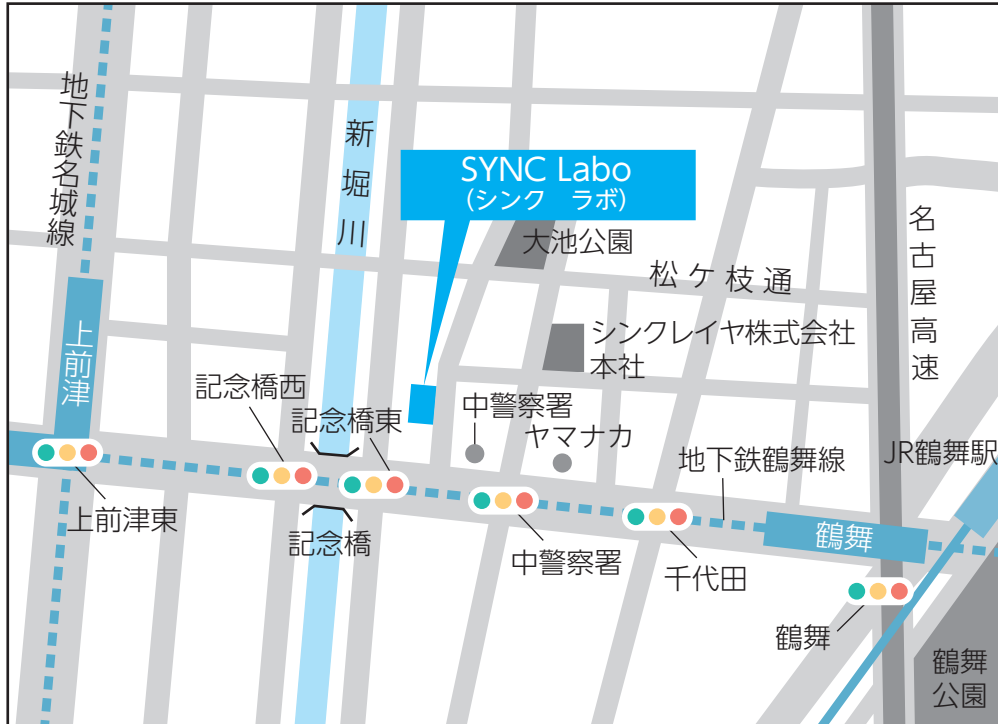 地下鉄名城線
新堀川
SYNC Labo
(シンク　ラボ)
大池公園
松ケ枝通
名古屋高速
シンクレイヤ株式会社
本社
上前津
記念橋西
記念橋東
中警察署
ヤマナカ
地下鉄鶴舞線
JR鶴舞駅
上前津東
記念橋
中警察署
千代田
鶴舞
鶴舞
鶴舞
公園